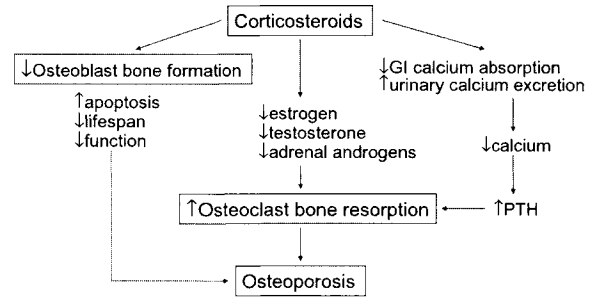 Corticosteroids
↓Osteoblast bone formation
↑apoptosis
↓lifespan
↓function
↓estrogen
↓testosterone
↓adrenal androgens
↓GI calcium absorption
↑urinary calcium excretion
↓calcium
↑PTH
↑Osteoclast bone resorption
Osteoporosis